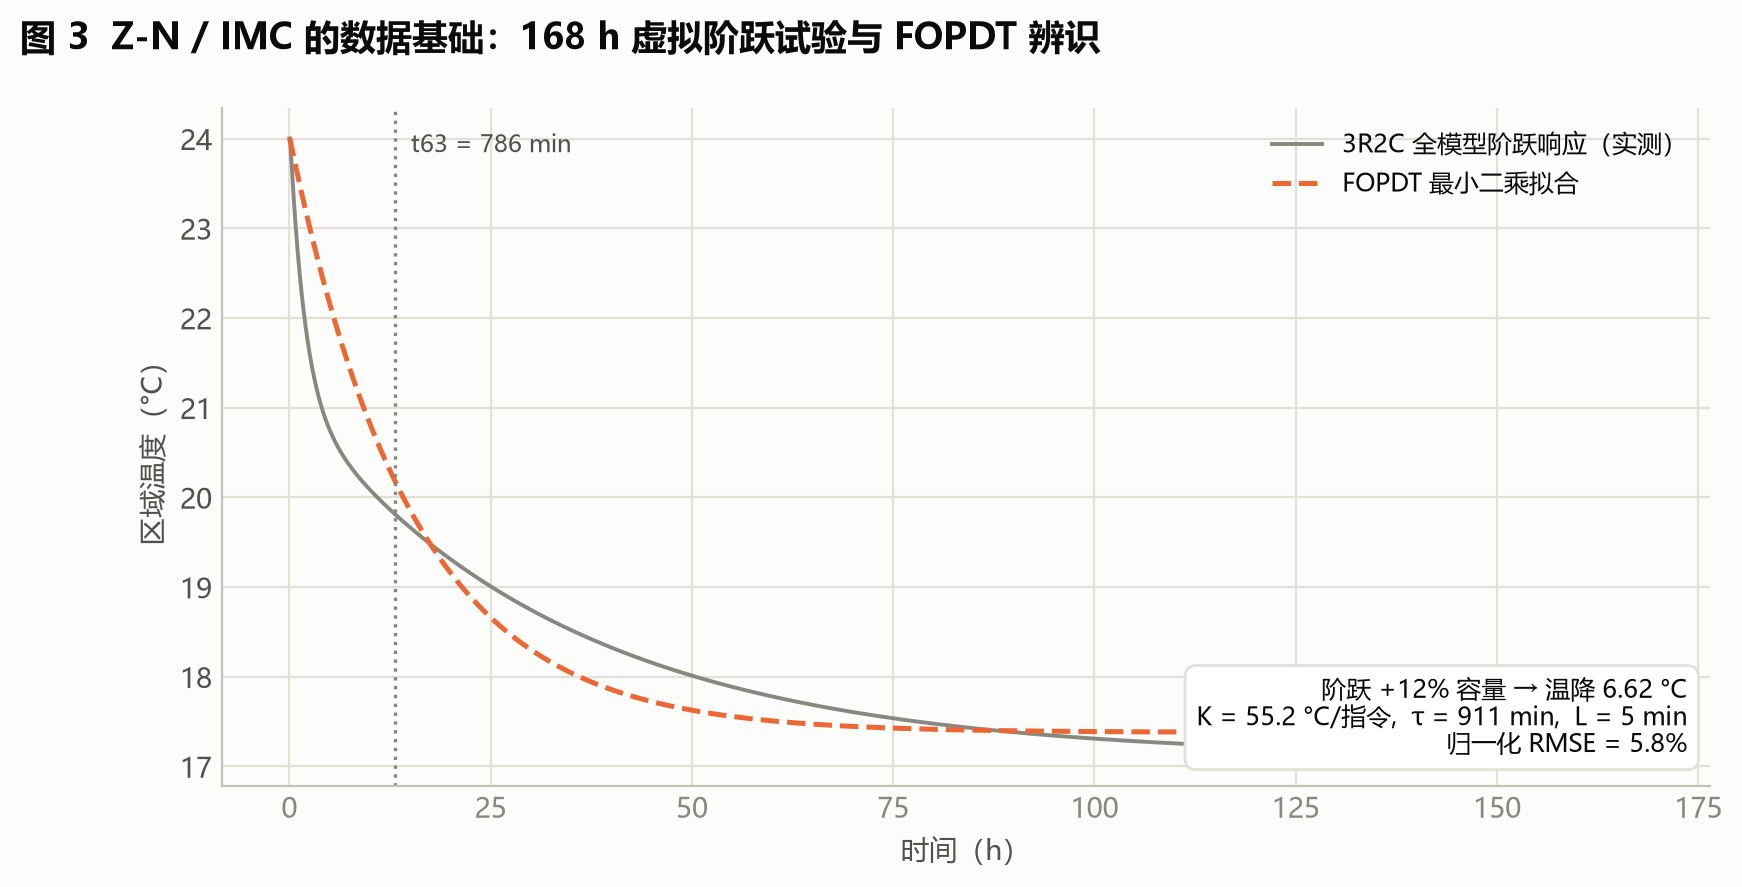 图 3 Z-N / IMC 的数据基础：168 h 虚拟阶跃试验与 FOPDT 辨识
t63 = 786 min
3R2C 全模型阶跃响应（实测）
FOPDT 最小二乘拟合
24
23
22
21
20
19
18
17
区域温度（°C）
阶跃 +12% 容量 → 温降 6.62 °C
K = 55.2 °C/指令, τ = 911 min, L = 5 min
归一化 RMSE = 5.8%
0 25 50 75 100 125 150 175
时间（h）